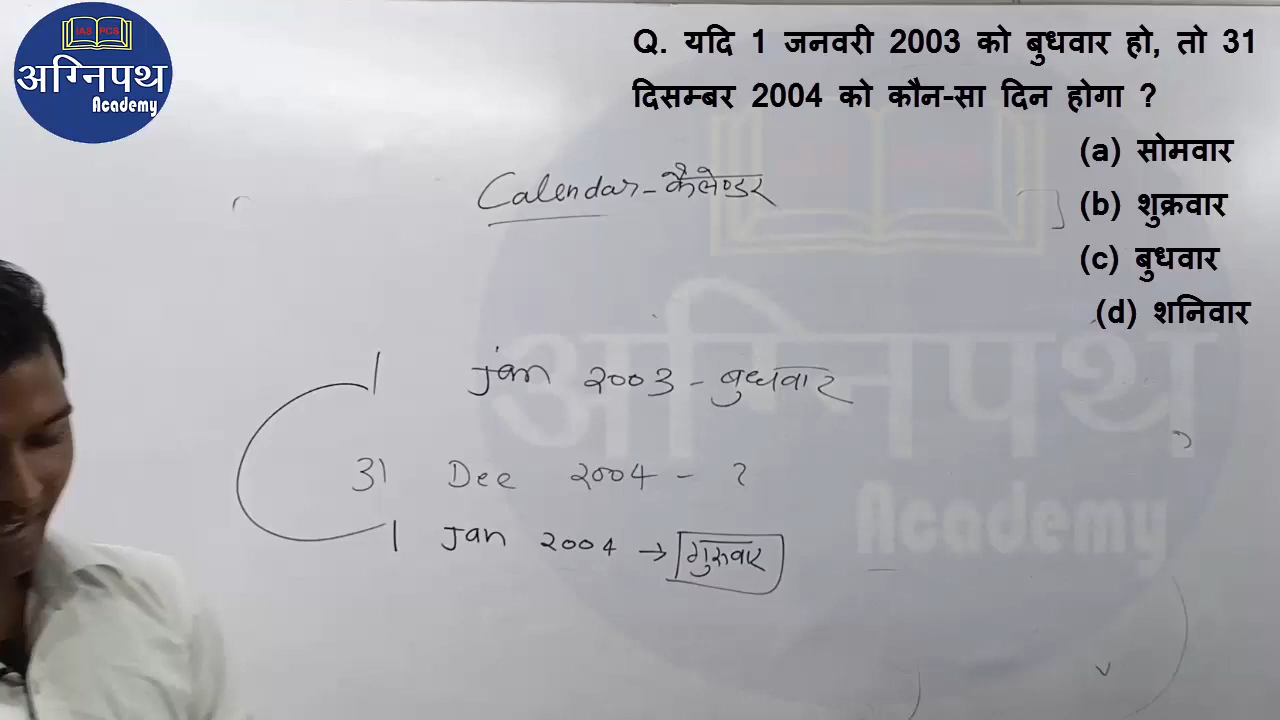 IAS PCS
अग्निपथ
Academy
Q. यदि 1 जनवरी 2003 को बुधवार हो, तो 31
दिसम्बर 2004 को कौन-सा दिन होगा ?
(a) सोमवार
(b) शुक्रवार
(c) बुधवार
(d) शनिवार
Calendar - कैलेण्डर
1 Jan 2003 - बुधवार
31 Dec 2004 - ?
1 Jan 2004 → गुरुवार
अग्निपथ
Academy